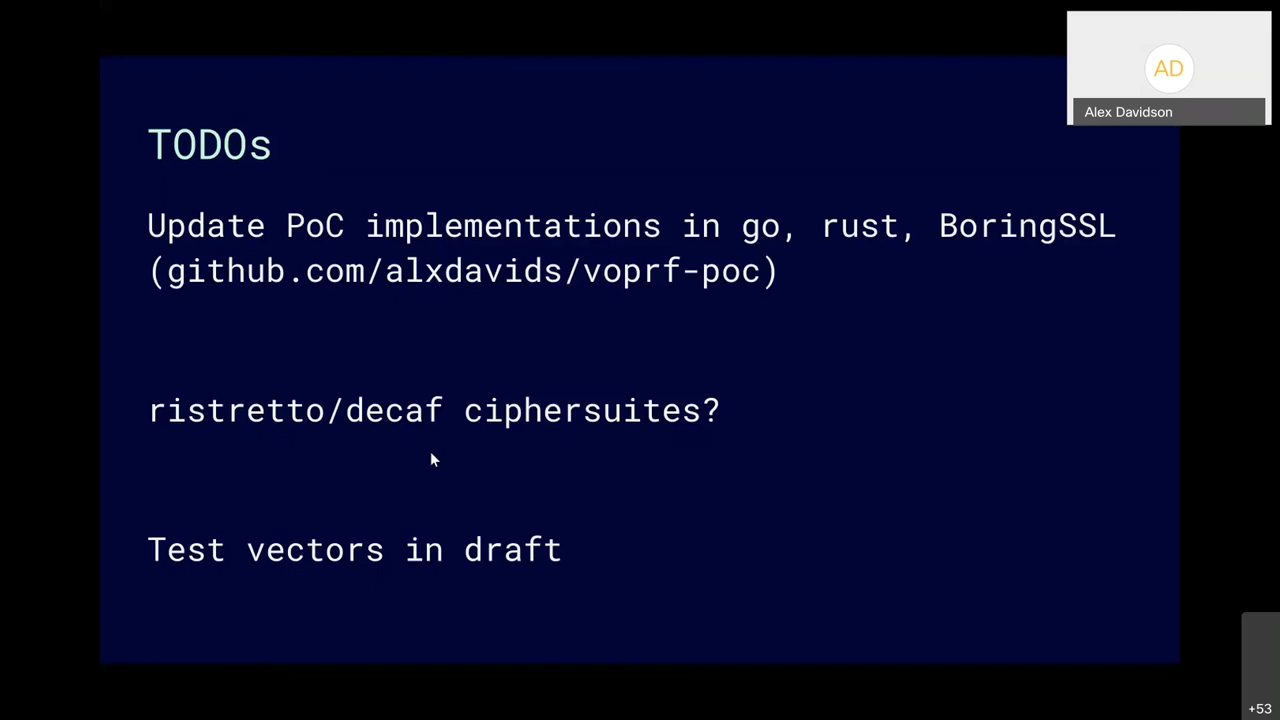 AD
Alex Davidson
TODOs
Update PoC implementations in go, rust, BoringSSL
(github.com/alxdavids/voprf-poc)
ristretto/decaf ciphersuites?
Test vectors in draft
+53